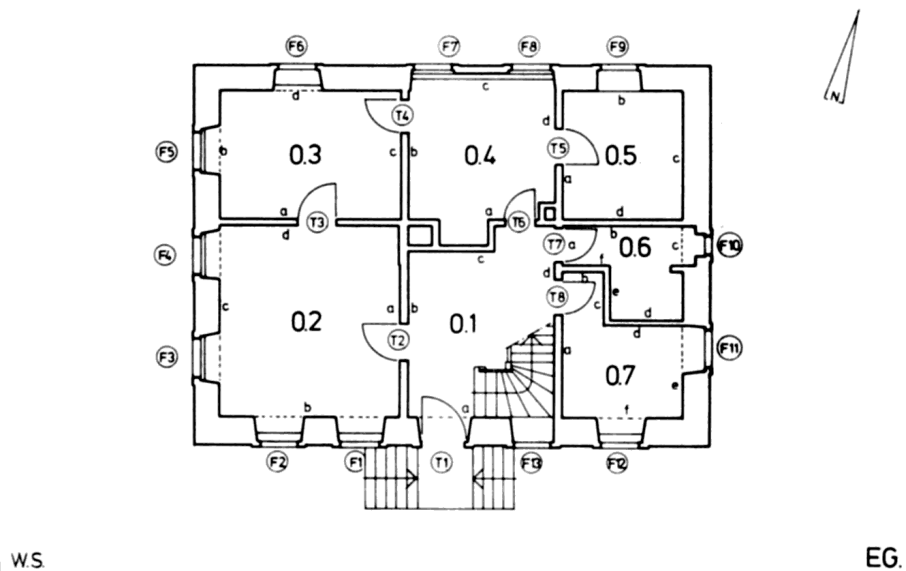 F6 F7 F8 F9
N
d c b
T4
d
F5 b 0.3 c b 0.4 T5 0.5 c
a
a T3 a T6 d
d b
F4 T7 a 0.6 c F10
c f
d b
c a b 0.1 T8 c e d
0.2 d
F3 T2 a 0.7 e F11
b a f
F2 F1 T1 F13 F12
W.S. EG.